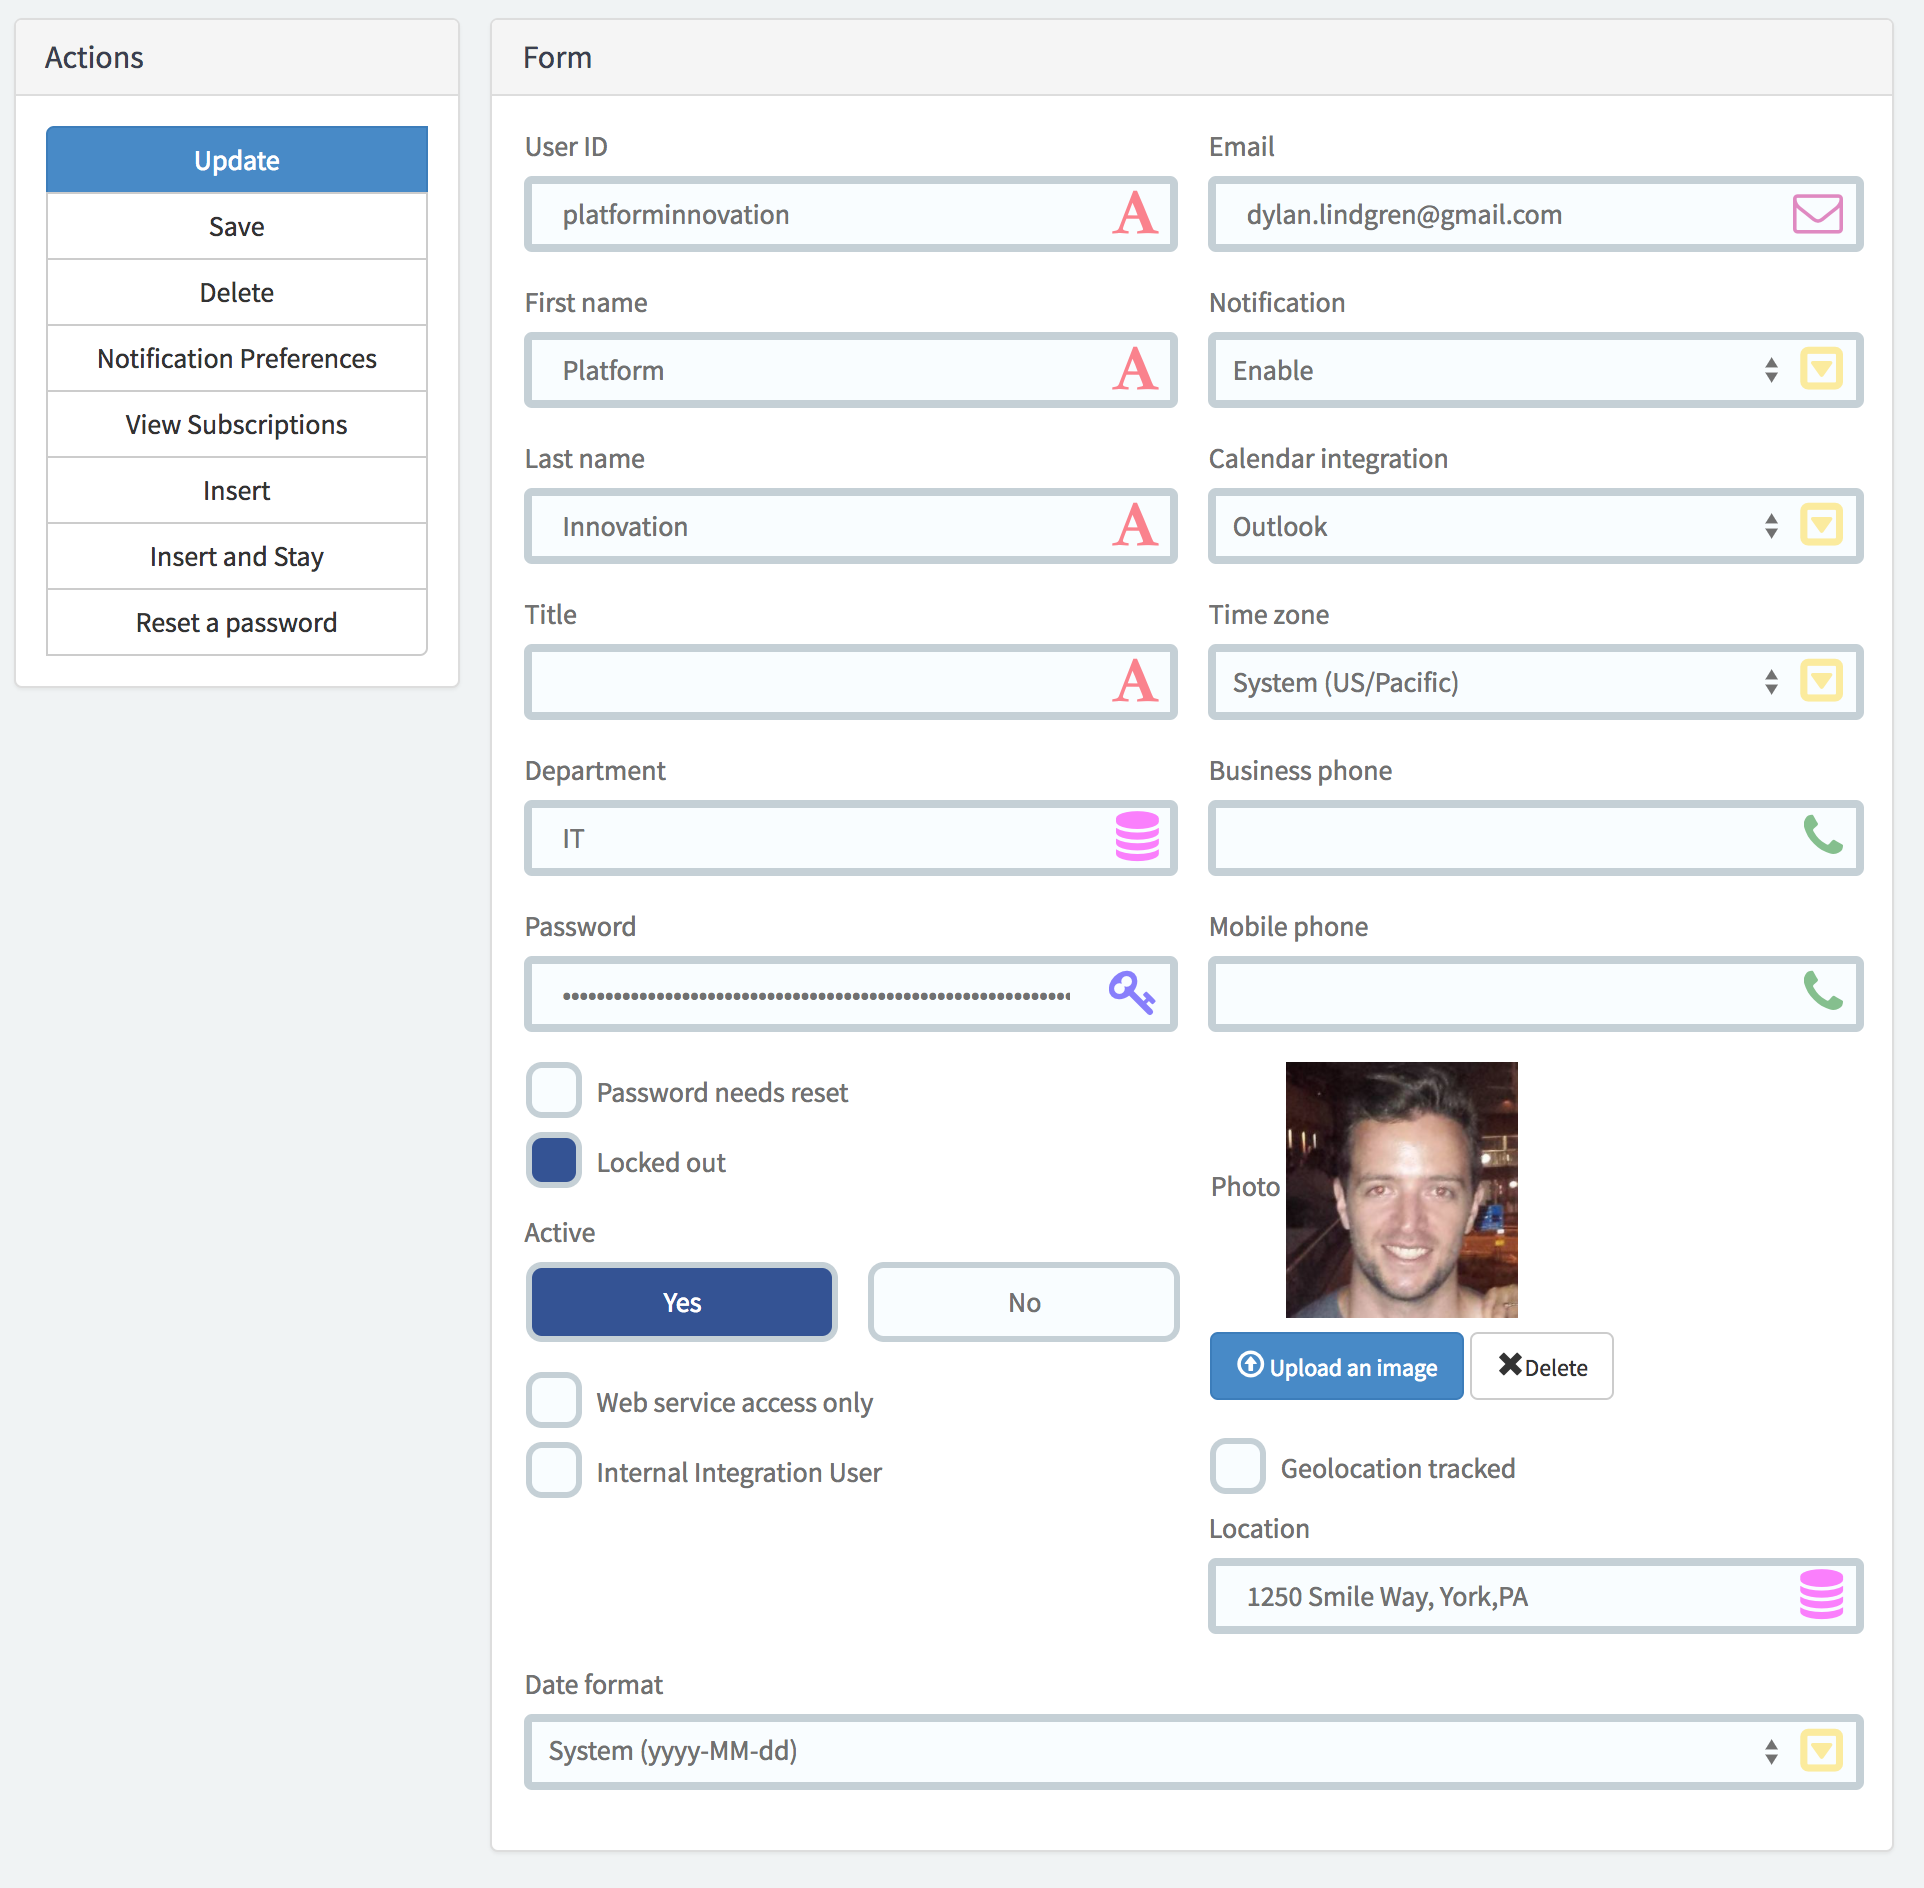 Actions
Update
Save
Delete
Notification Preferences
View Subscriptions
Insert
Insert and Stay
Reset a password
Form
User ID
platforminnovation
First name
Platform
Last name
Innovation
Title
Department
IT
Password
Password needs reset
Locked out
Active
Yes
No
Web service access only
Internal Integration User
Email
dylan.lindgren@gmail.com
Notification
Enable
Calendar integration
Outlook
Time zone
System (US/Pacific)
Business phone
Mobile phone
Photo
Upload an image
Delete
Geolocation tracked
Location
1250 Smile Way, York,PA
Date format
System (yyyy-MM-dd)